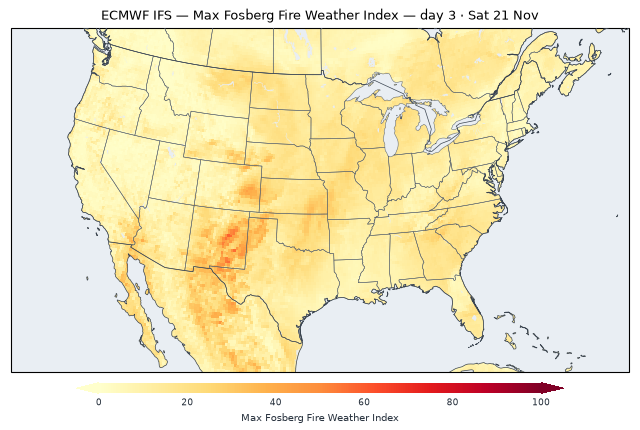 ECMWF IFS — Max Fosberg Fire Weather Index — day 3 · Sat 21 Nov
0 20 40 60 80 100
Max Fosberg Fire Weather Index